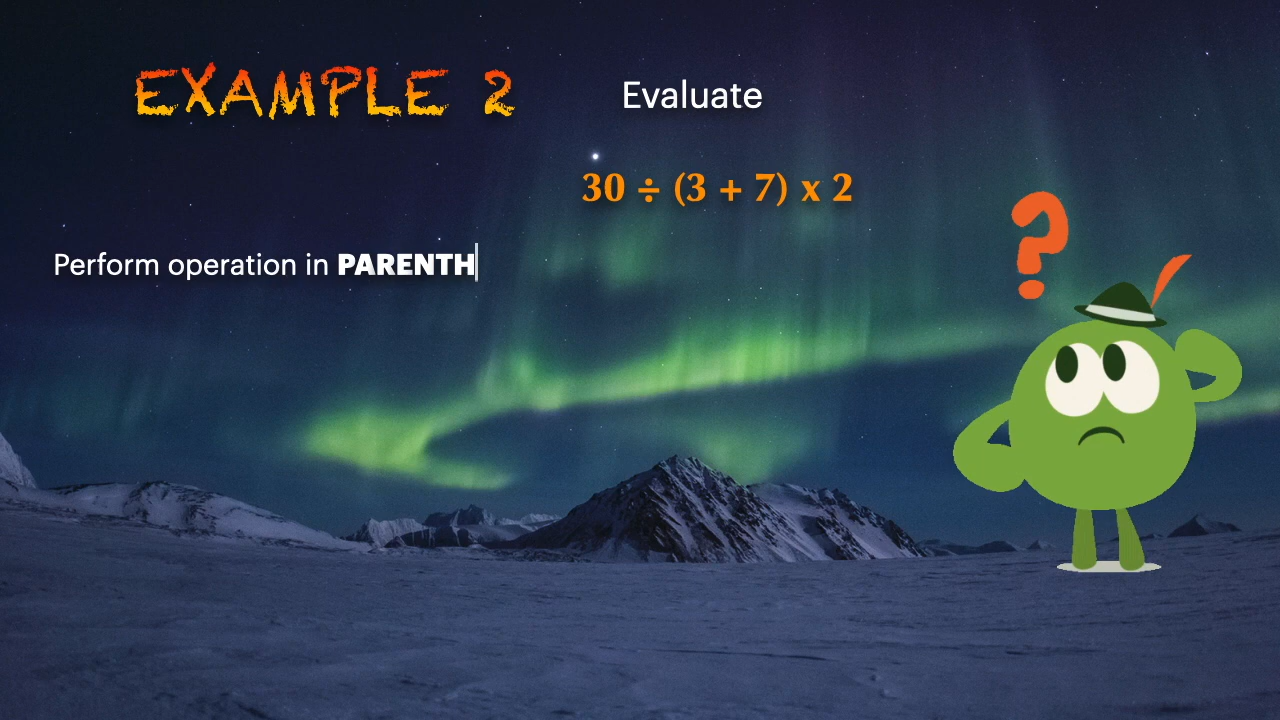 EXAMPLE 2
Evaluate
30 ÷ (3 + 7) x 2
?
Perform operation in PARENTH